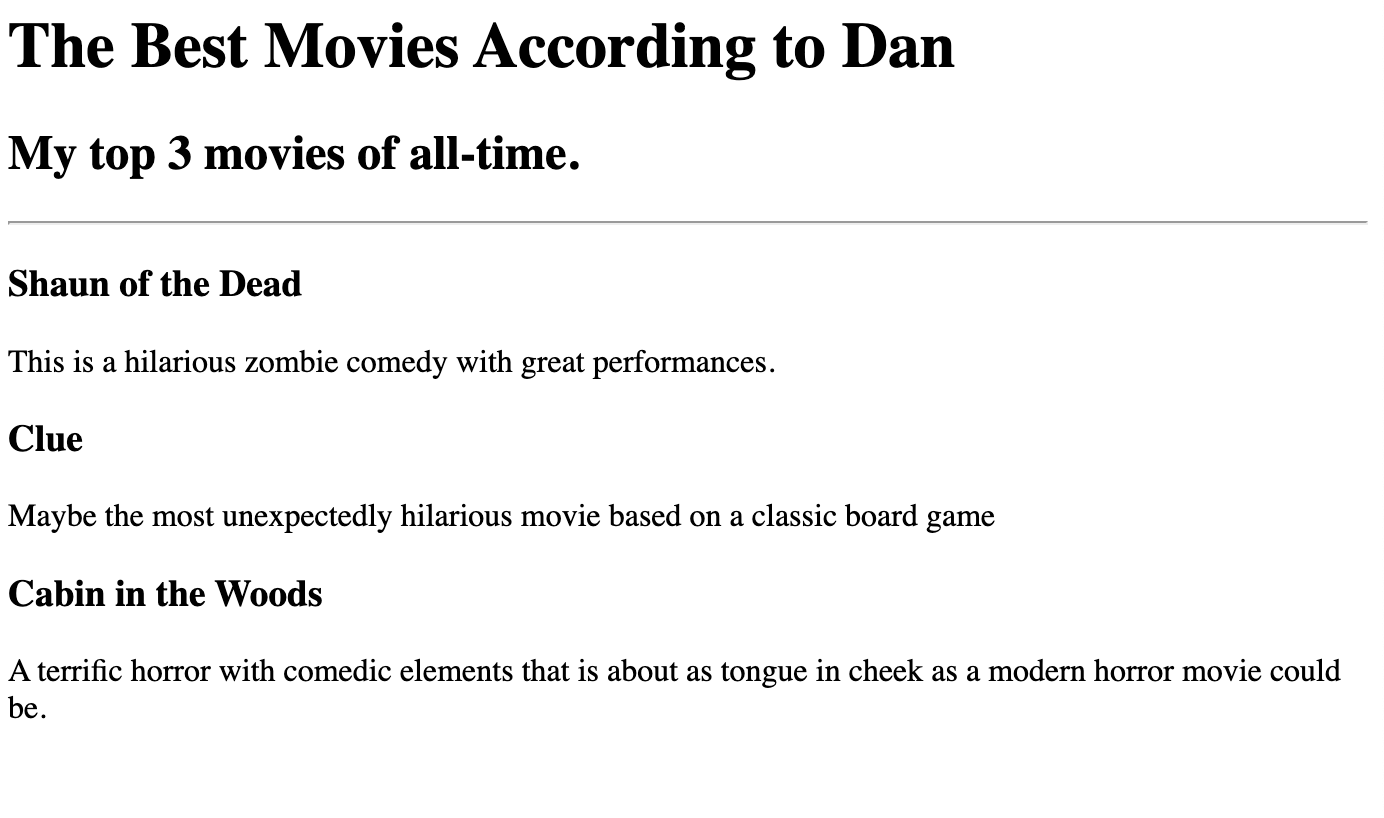 The Best Movies According to Dan
My top 3 movies of all-time.
Shaun of the Dead
This is a hilarious zombie comedy with great performances.
Clue
Maybe the most unexpectedly hilarious movie based on a classic board game
Cabin in the Woods
A terrific horror with comedic elements that is about as tongue in cheek as a modern horror movie could
be.